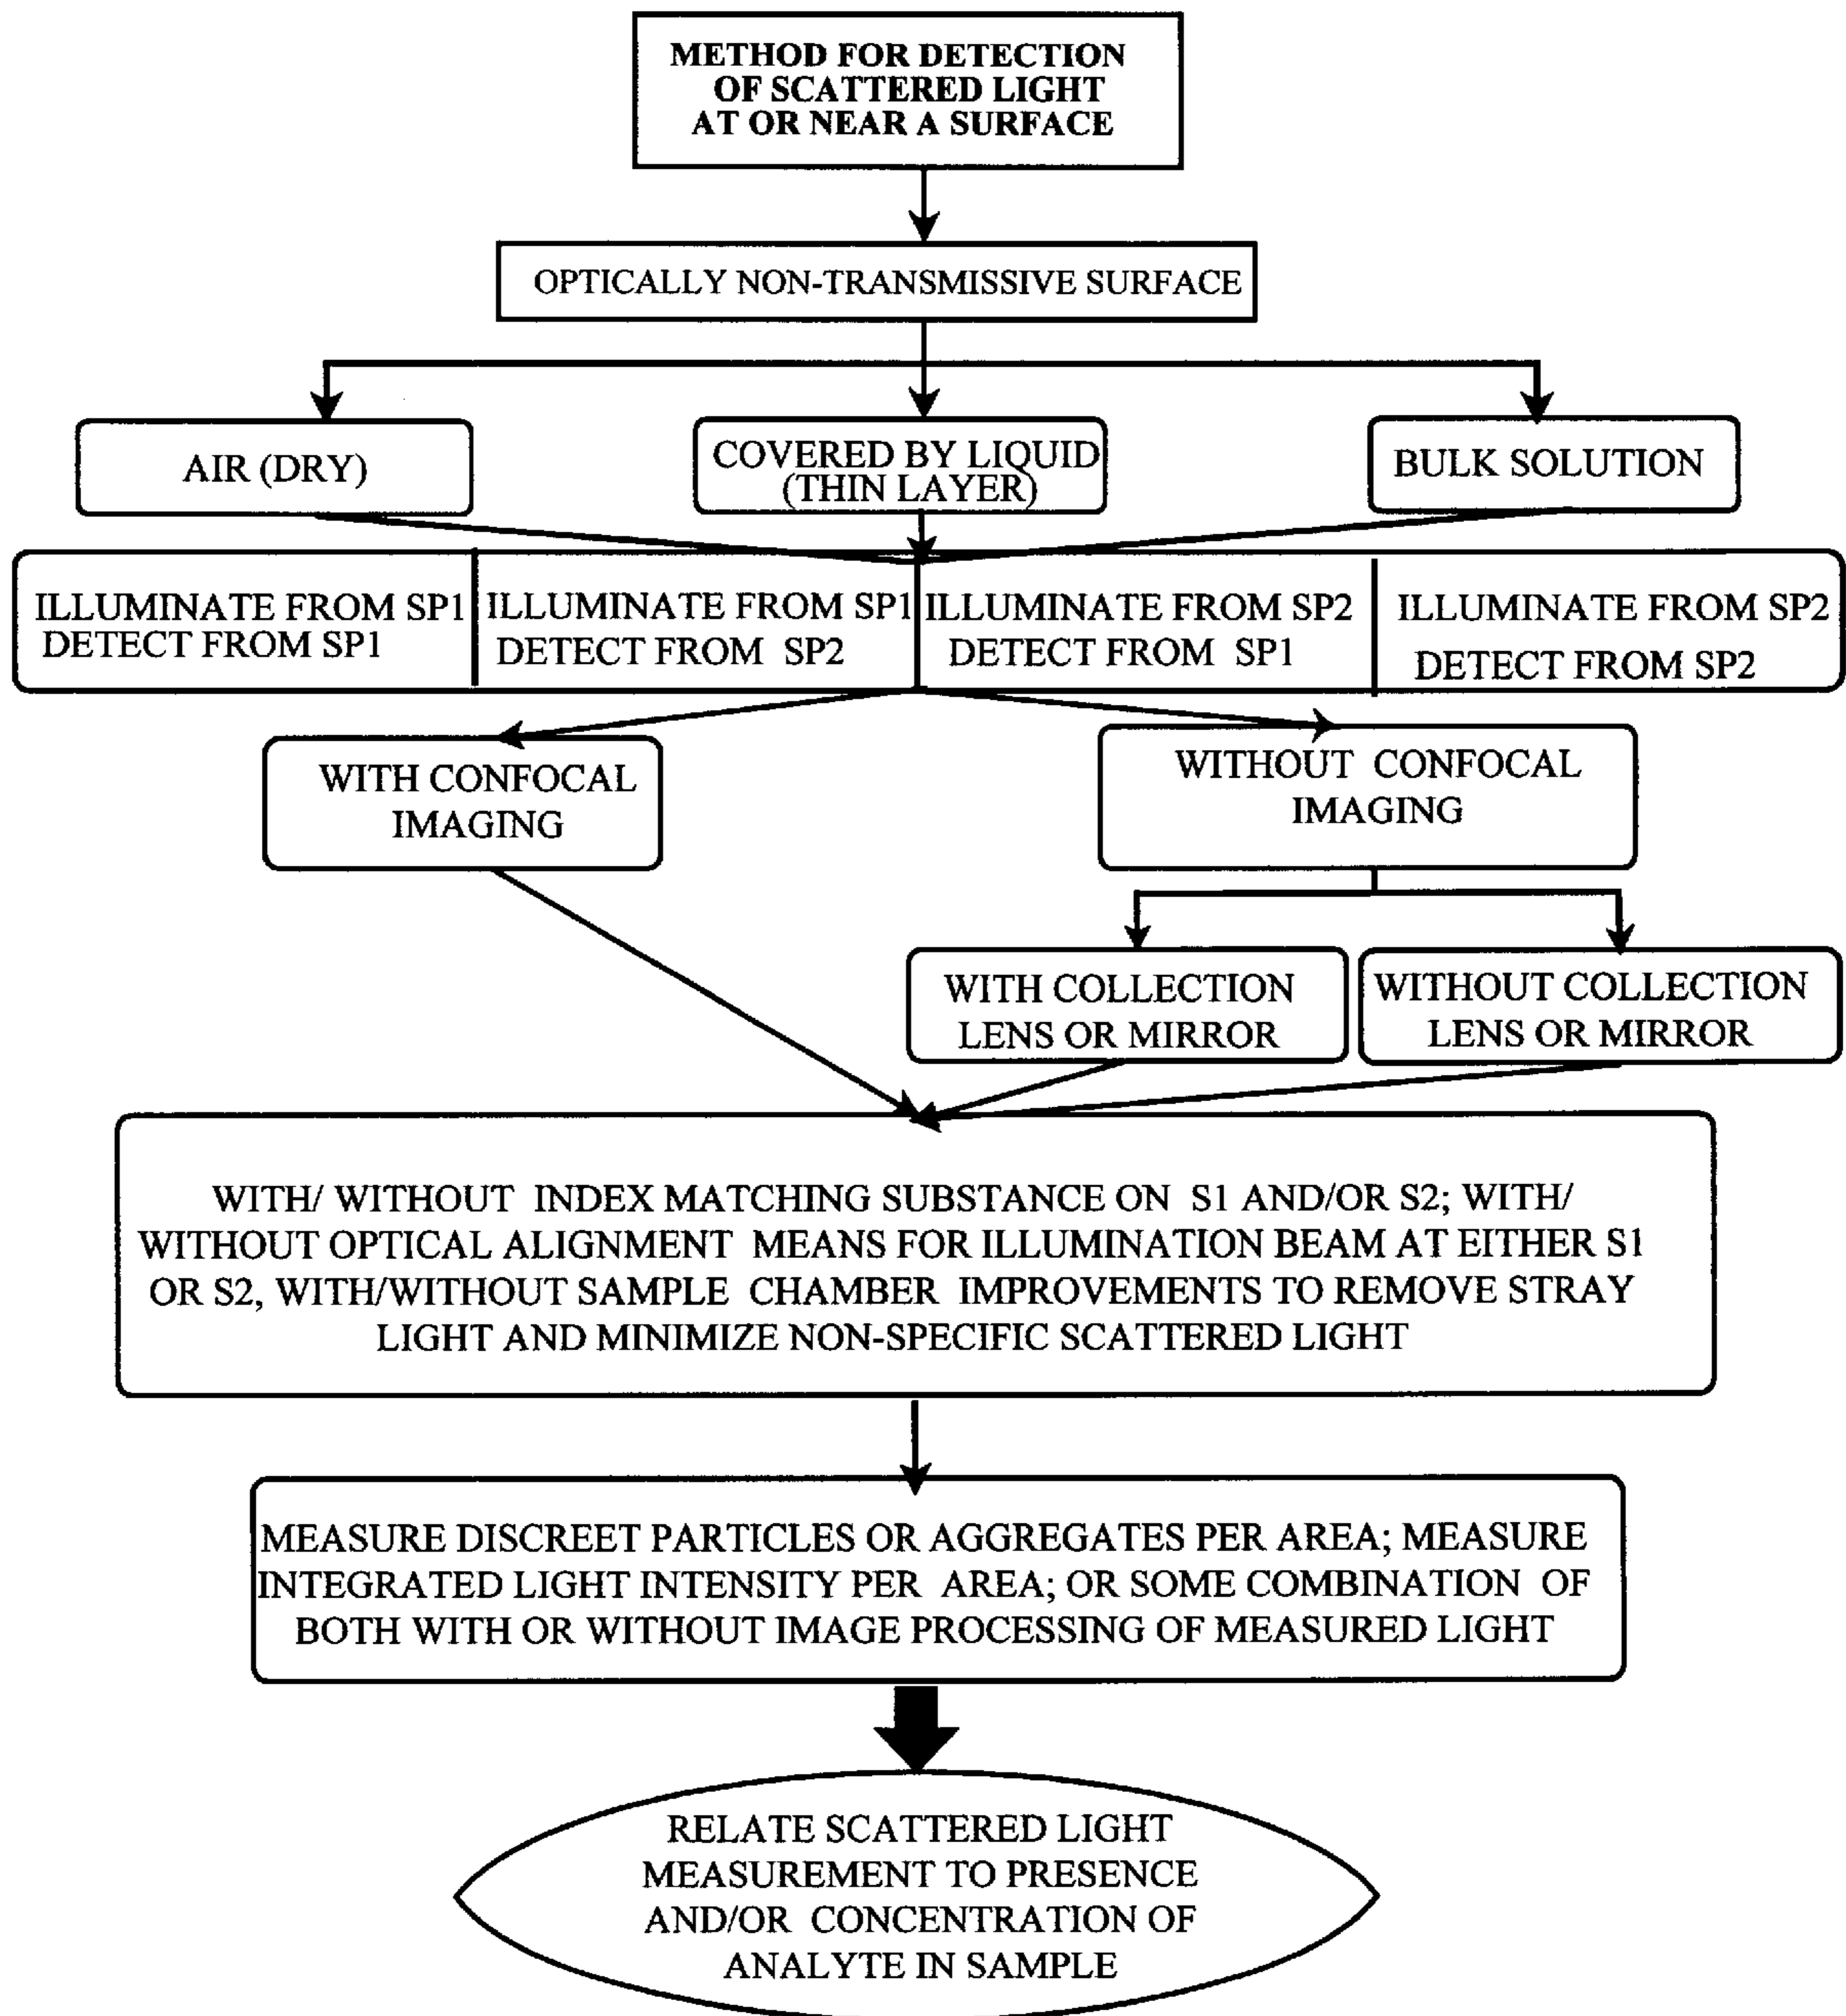 METHOD FOR DETECTION
OF SCATTERED LIGHT
AT OR NEAR A SURFACE
OPTICALLY NON-TRANSMISSIVE SURFACE
AIR (DRY)
COVERED BY LIQUID
(THIN LAYER)
BULK SOLUTION
ILLUMINATE FROM SP1
DETECT FROM SP1
ILLUMINATE FROM SP1
DETECT FROM SP2
ILLUMINATE FROM SP2
DETECT FROM SP1
ILLUMINATE FROM SP2
DETECT FROM SP2
WITH CONFOCAL
IMAGING
WITHOUT CONFOCAL
IMAGING
WITH COLLECTION
LENS OR MIRROR
WITHOUT COLLECTION
LENS OR MIRROR
WITH/ WITHOUT INDEX MATCHING SUBSTANCE ON S1 AND/OR S2; WITH/
WITHOUT OPTICAL ALIGNMENT MEANS FOR ILLUMINATION BEAM AT EITHER S1
OR S2, WITH/WITHOUT SAMPLE CHAMBER IMPROVEMENTS TO REMOVE STRAY
LIGHT AND MINIMIZE NON-SPECIFIC SCATTERED LIGHT
MEASURE DISCREET PARTICLES OR AGGREGATES PER AREA; MEASURE
INTEGRATED LIGHT INTENSITY PER AREA; OR SOME COMBINATION OF
BOTH WITH OR WITHOUT IMAGE PROCESSING OF MEASURED LIGHT
RELATE SCATTERED LIGHT
MEASUREMENT TO PRESENCE
AND/OR CONCENTRATION OF
ANALYTE IN SAMPLE